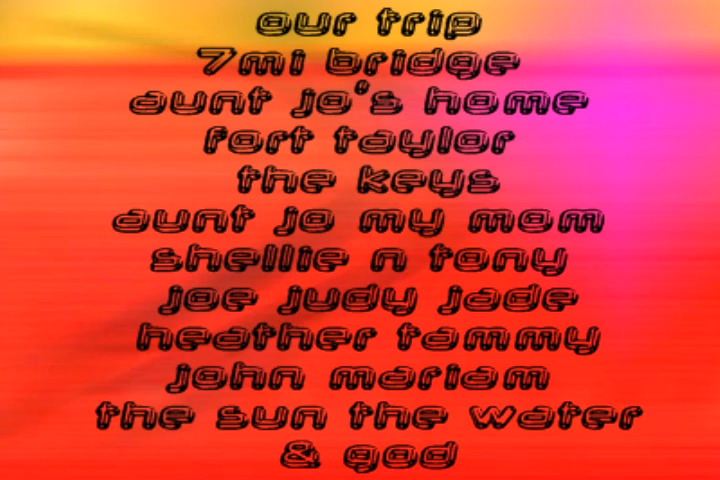 our trip
7mi bridge
aunt jo's home
fort taylor
the keys
aunt jo my mom
shellie n tony
joe judy jade
heather tammy
john mariam
the sun the water
& god